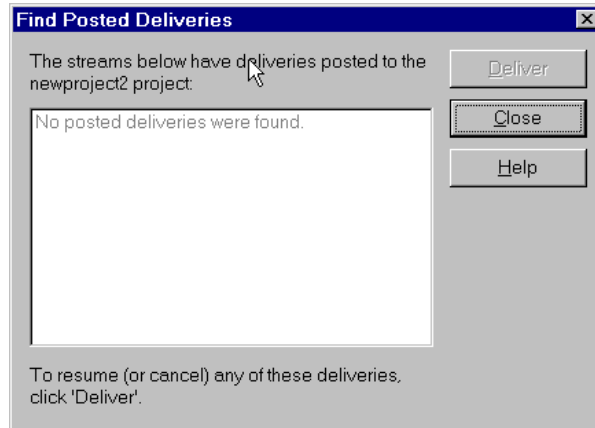 Find Posted Deliveries
The streams below have deliveries posted to the
newproject2 project:
Deliver
No posted deliveries were found.
Close
Help
To resume (or cancel) any of these deliveries,
click 'Deliver'.